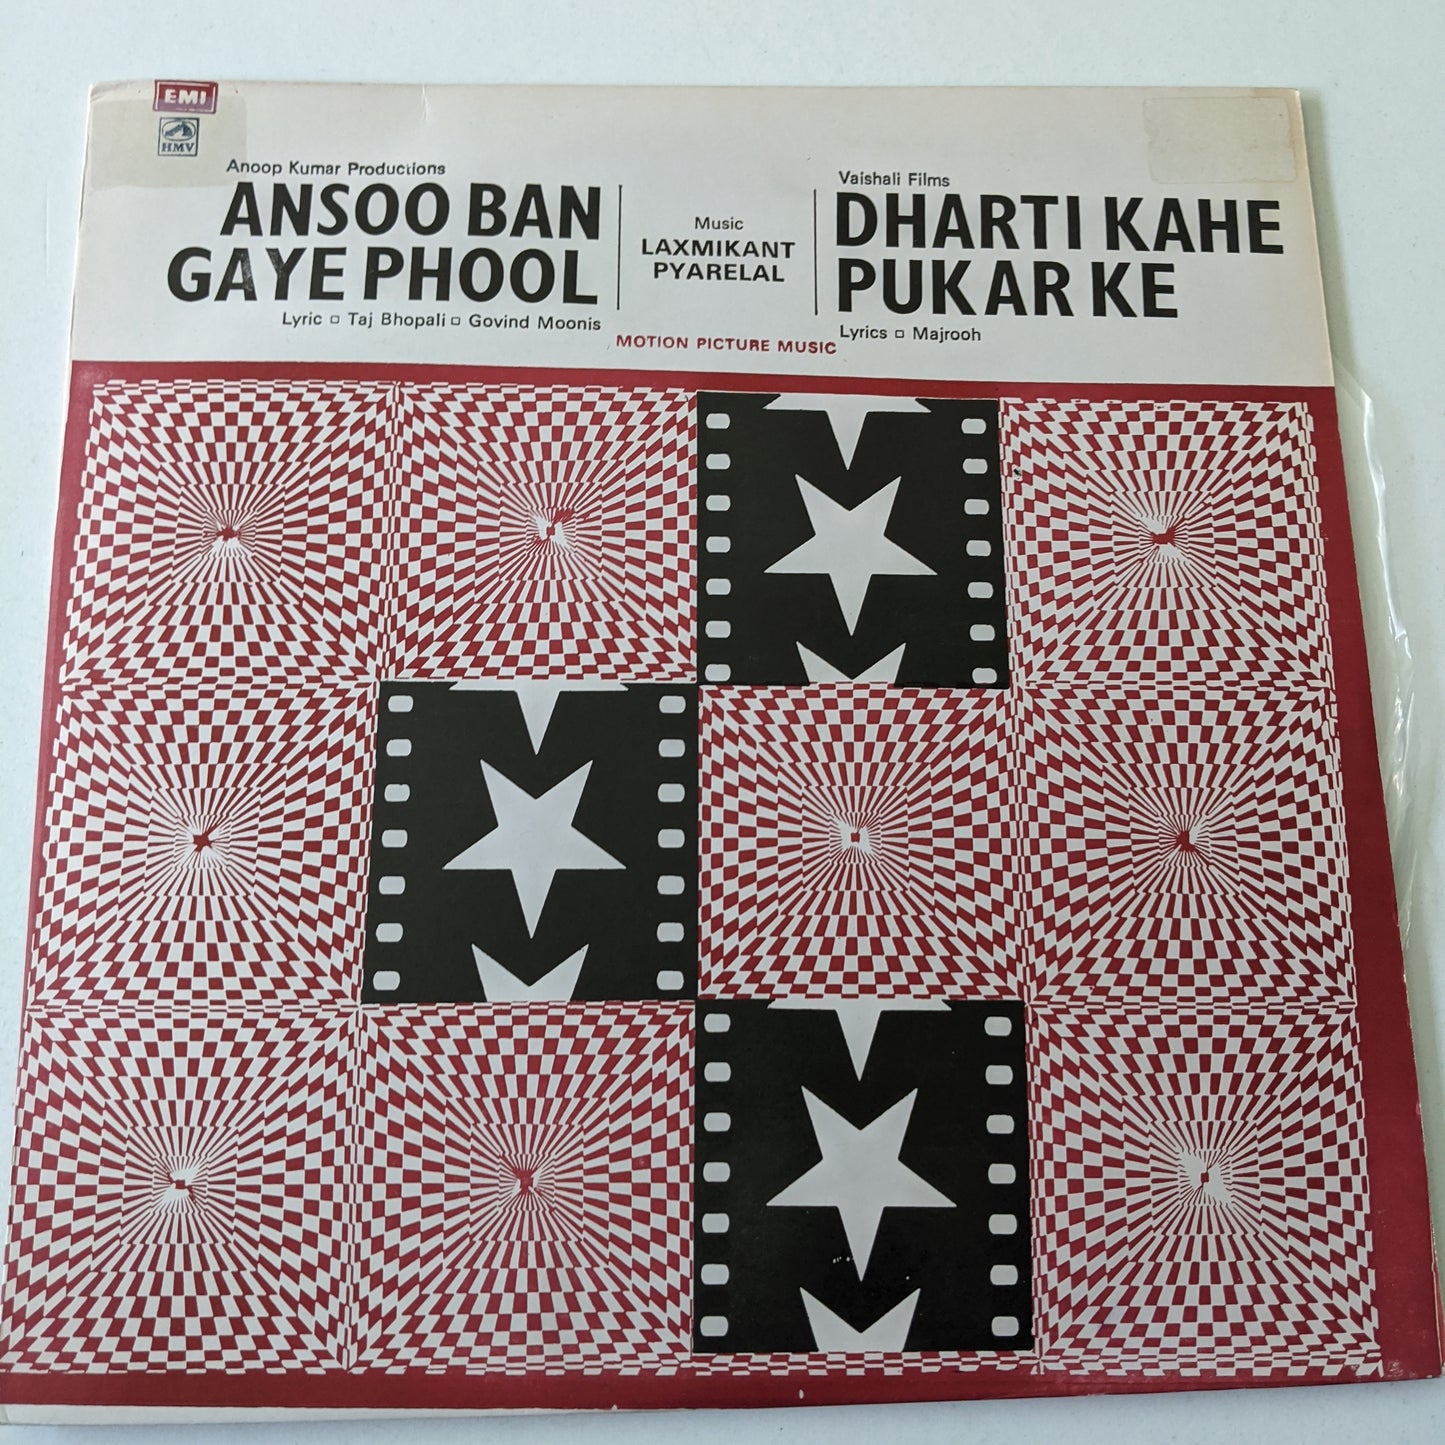 EMI
HMV
Anoop Kumar Productions
ANSOO BAN
GAYE PHOOL
Lyric ▫ Taj Bhopali ▫ Govind Moonis
Music
LAXMIKANT
PYARELAL
Vaishali Films
DHARTI KAHE
PUKAR KE
Lyrics ▫ Majrooh
MOTION PICTURE MUSIC